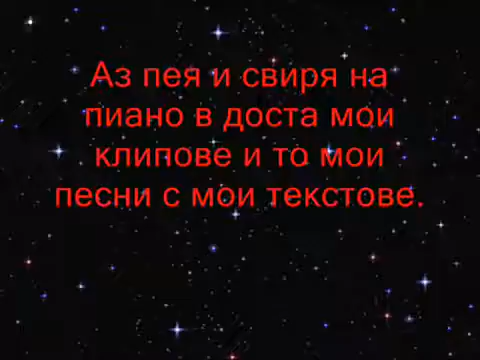 Аз пея и свиря на
пиано в доста мои
клипове и то мои
песни с мои текстове.